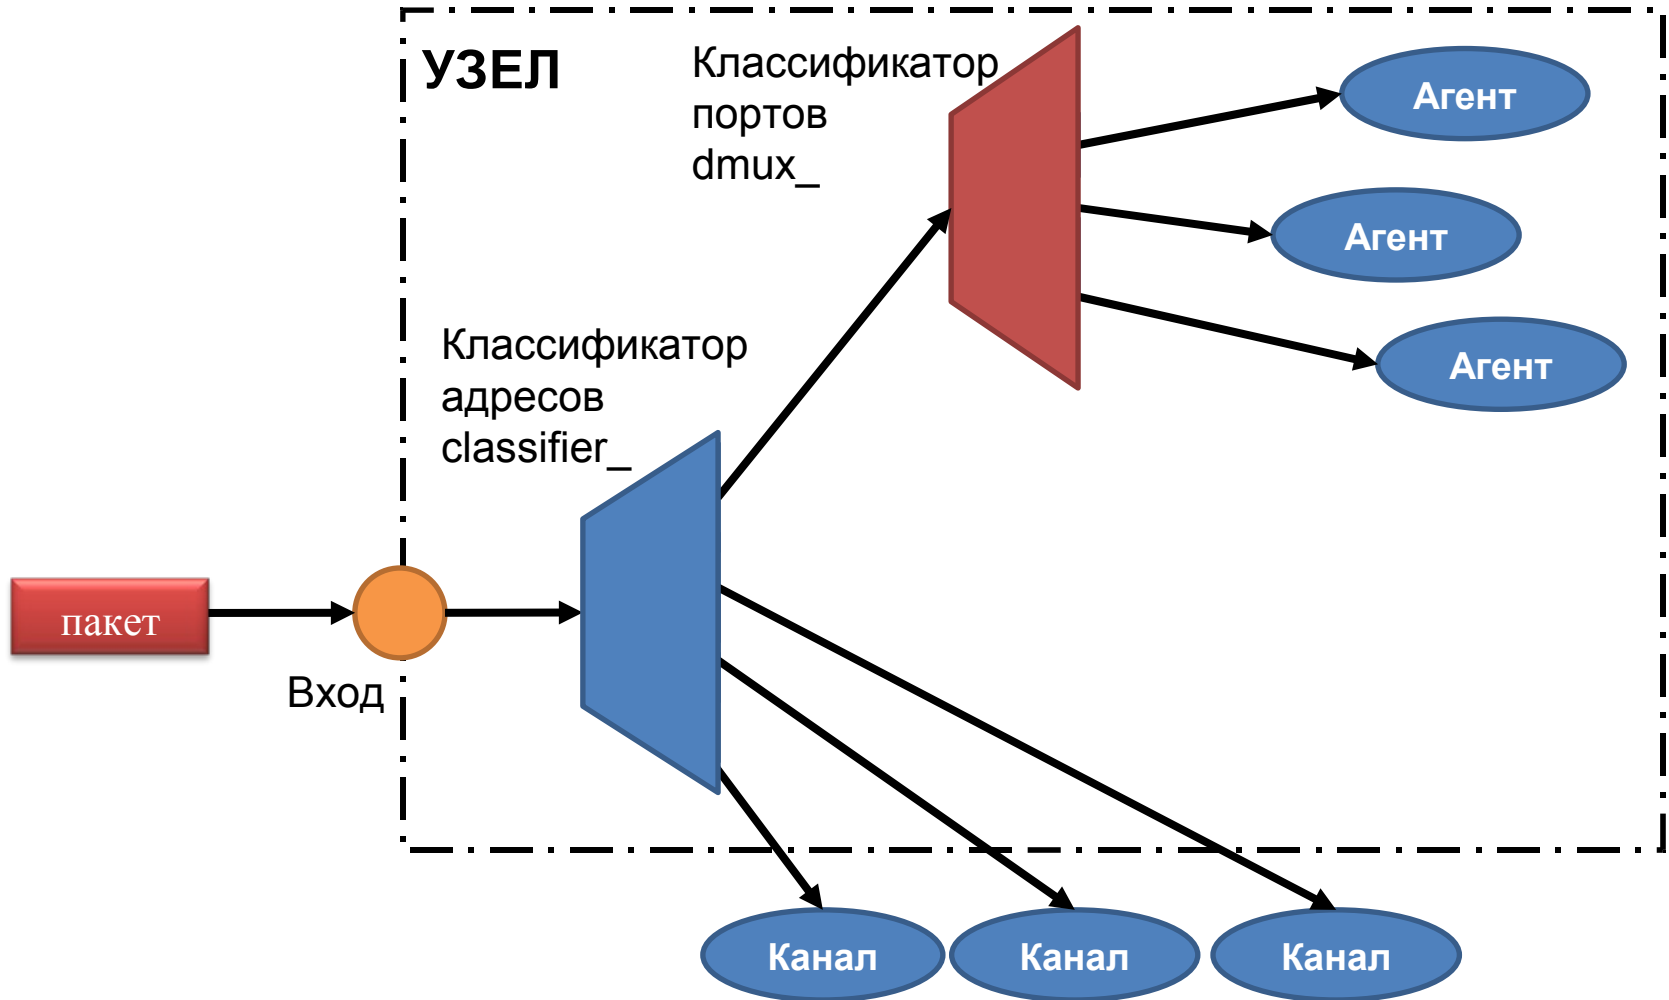 УЗЕЛ
Классификатор
портов
dmux_
Агент
Агент
Агент
Классификатор
адресов
classifier_
пакет
Вход
Канал
Канал
Канал